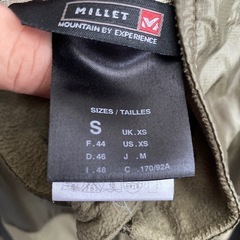 MILLET
MOUNTAIN BY EXPERIENCE
SIZES / TAILLES
S UK.XS
F.44 US.XS
D.46 J.M
I.46 C.170/92A